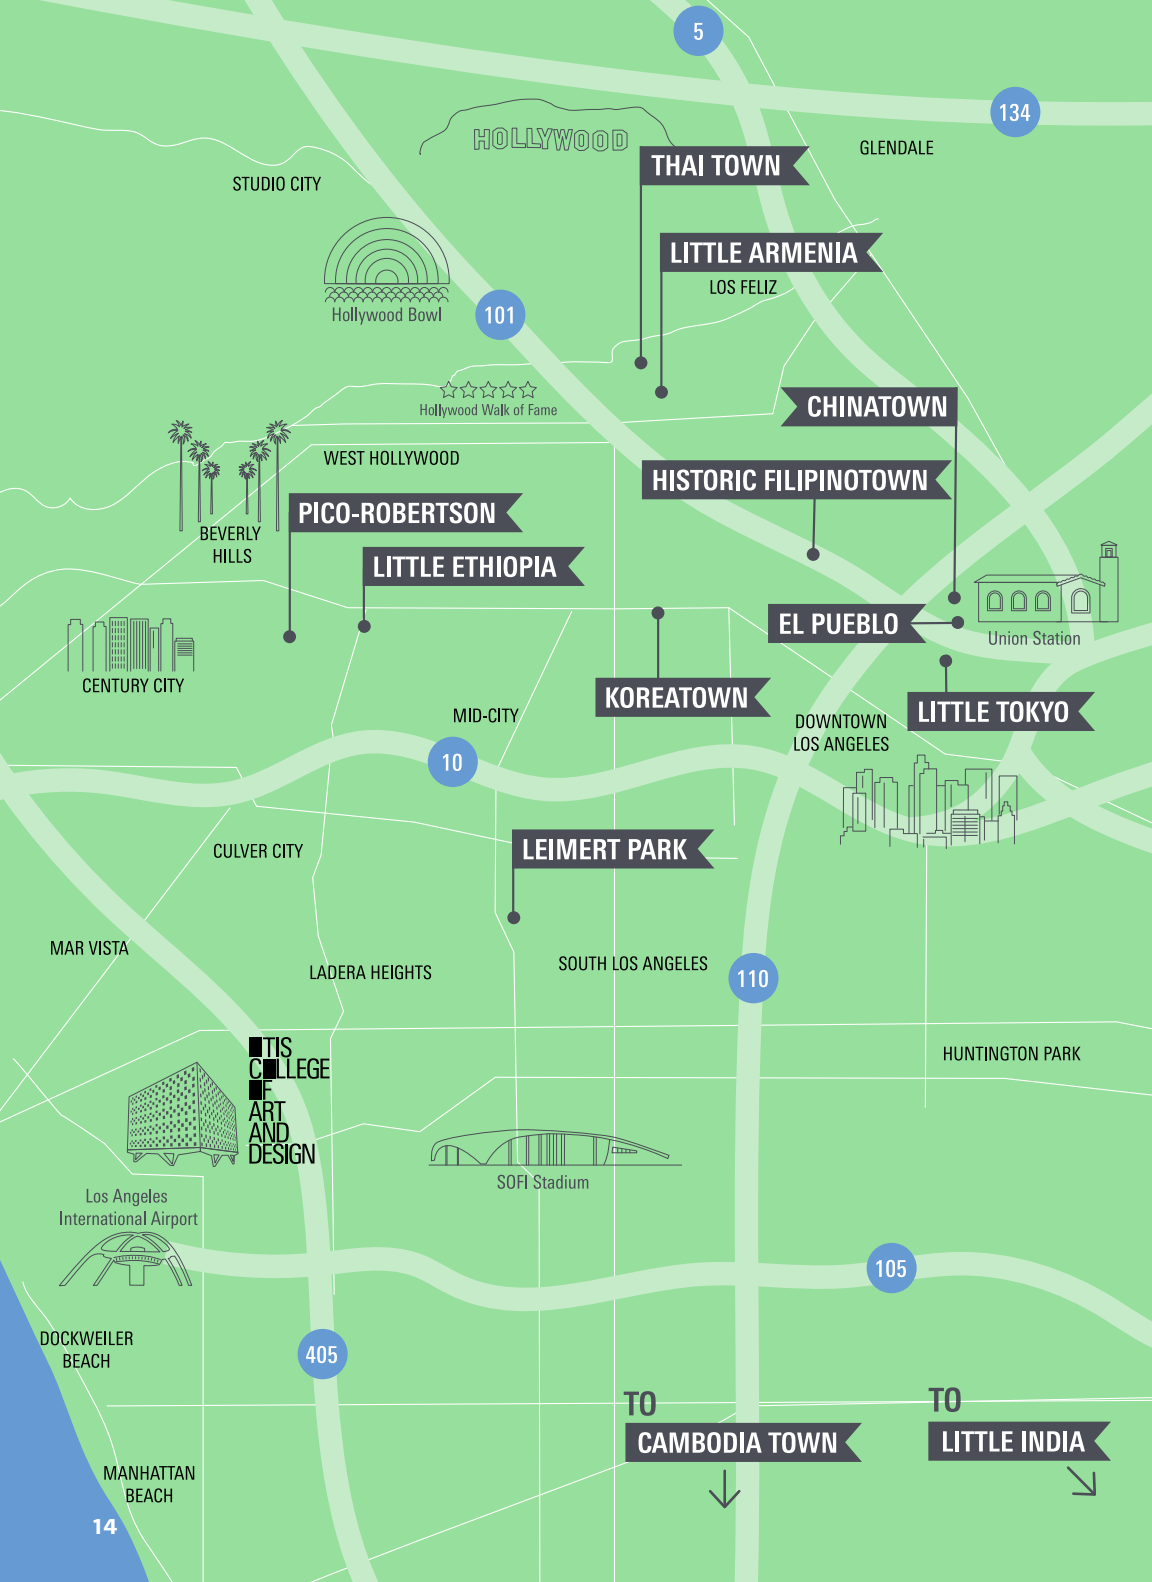 5
134
HOLLYWOOD
GLENDALE
THAI TOWN
STUDIO CITY
LITTLE ARMENIA
LOS FELIZ
Hollywood Bowl
101
Hollywood Walk of Fame
CHINATOWN
WEST HOLLYWOOD
HISTORIC FILIPINOTOWN
PICO-ROBERTSON
BEVERLY
HILLS
LITTLE ETHIOPIA
EL PUEBLO
Union Station
CENTURY CITY
KOREATOWN
MID-CITY
LITTLE TOKYO
DOWNTOWN
LOS ANGELES
10
CULVER CITY
LEIMERT PARK
MAR VISTA
LADERA HEIGHTS
SOUTH LOS ANGELES
110
OTIS
COLLEGE
OF
ART
AND
DESIGN
HUNTINGTON PARK
SOFI Stadium
Los Angeles
International Airport
105
DOCKWEILER
BEACH
405
TO
CAMBODIA TOWN
TO
LITTLE INDIA
MANHATTAN
BEACH
14